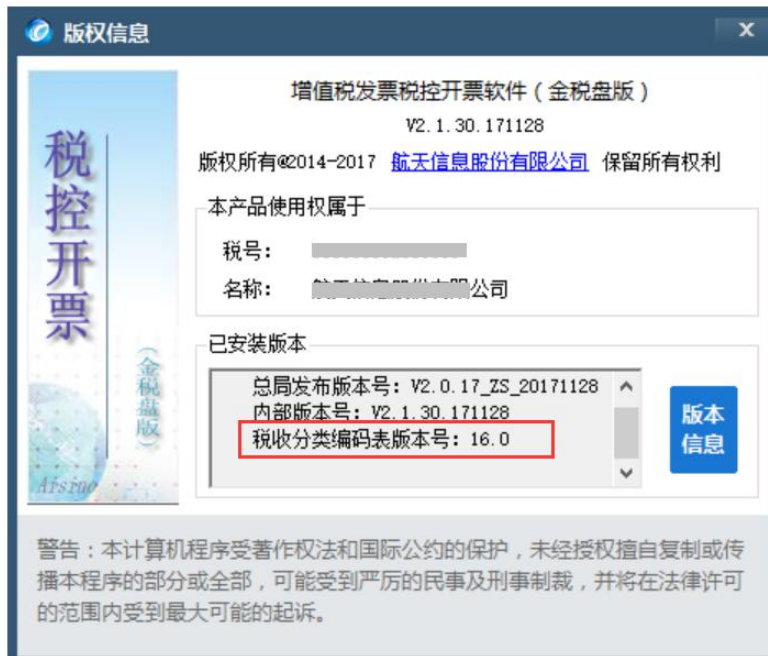 版权信息
x
增值税发票税控开票软件（金税盘版）
V2.1.30.171128
版权所有@2014-2017 航天信息股份有限公司 保留所有权利
税控开票
（金税盘版）
Aisino
本产品使用权属于
税号：
名称： 公司
已安装版本
总局发布版本号：V2.0.17_ZS_20171128
内部版本号：V2.1.30.171128
税收分类编码表版本号：16.0
版本
信息
警告：本计算机程序受著作权法和国际公约的保护，未经授权擅自复制或传
播本程序的部分或全部，可能受到严厉的民事及刑事制裁，并将在法律许可
的范围内受到最大可能的起诉。